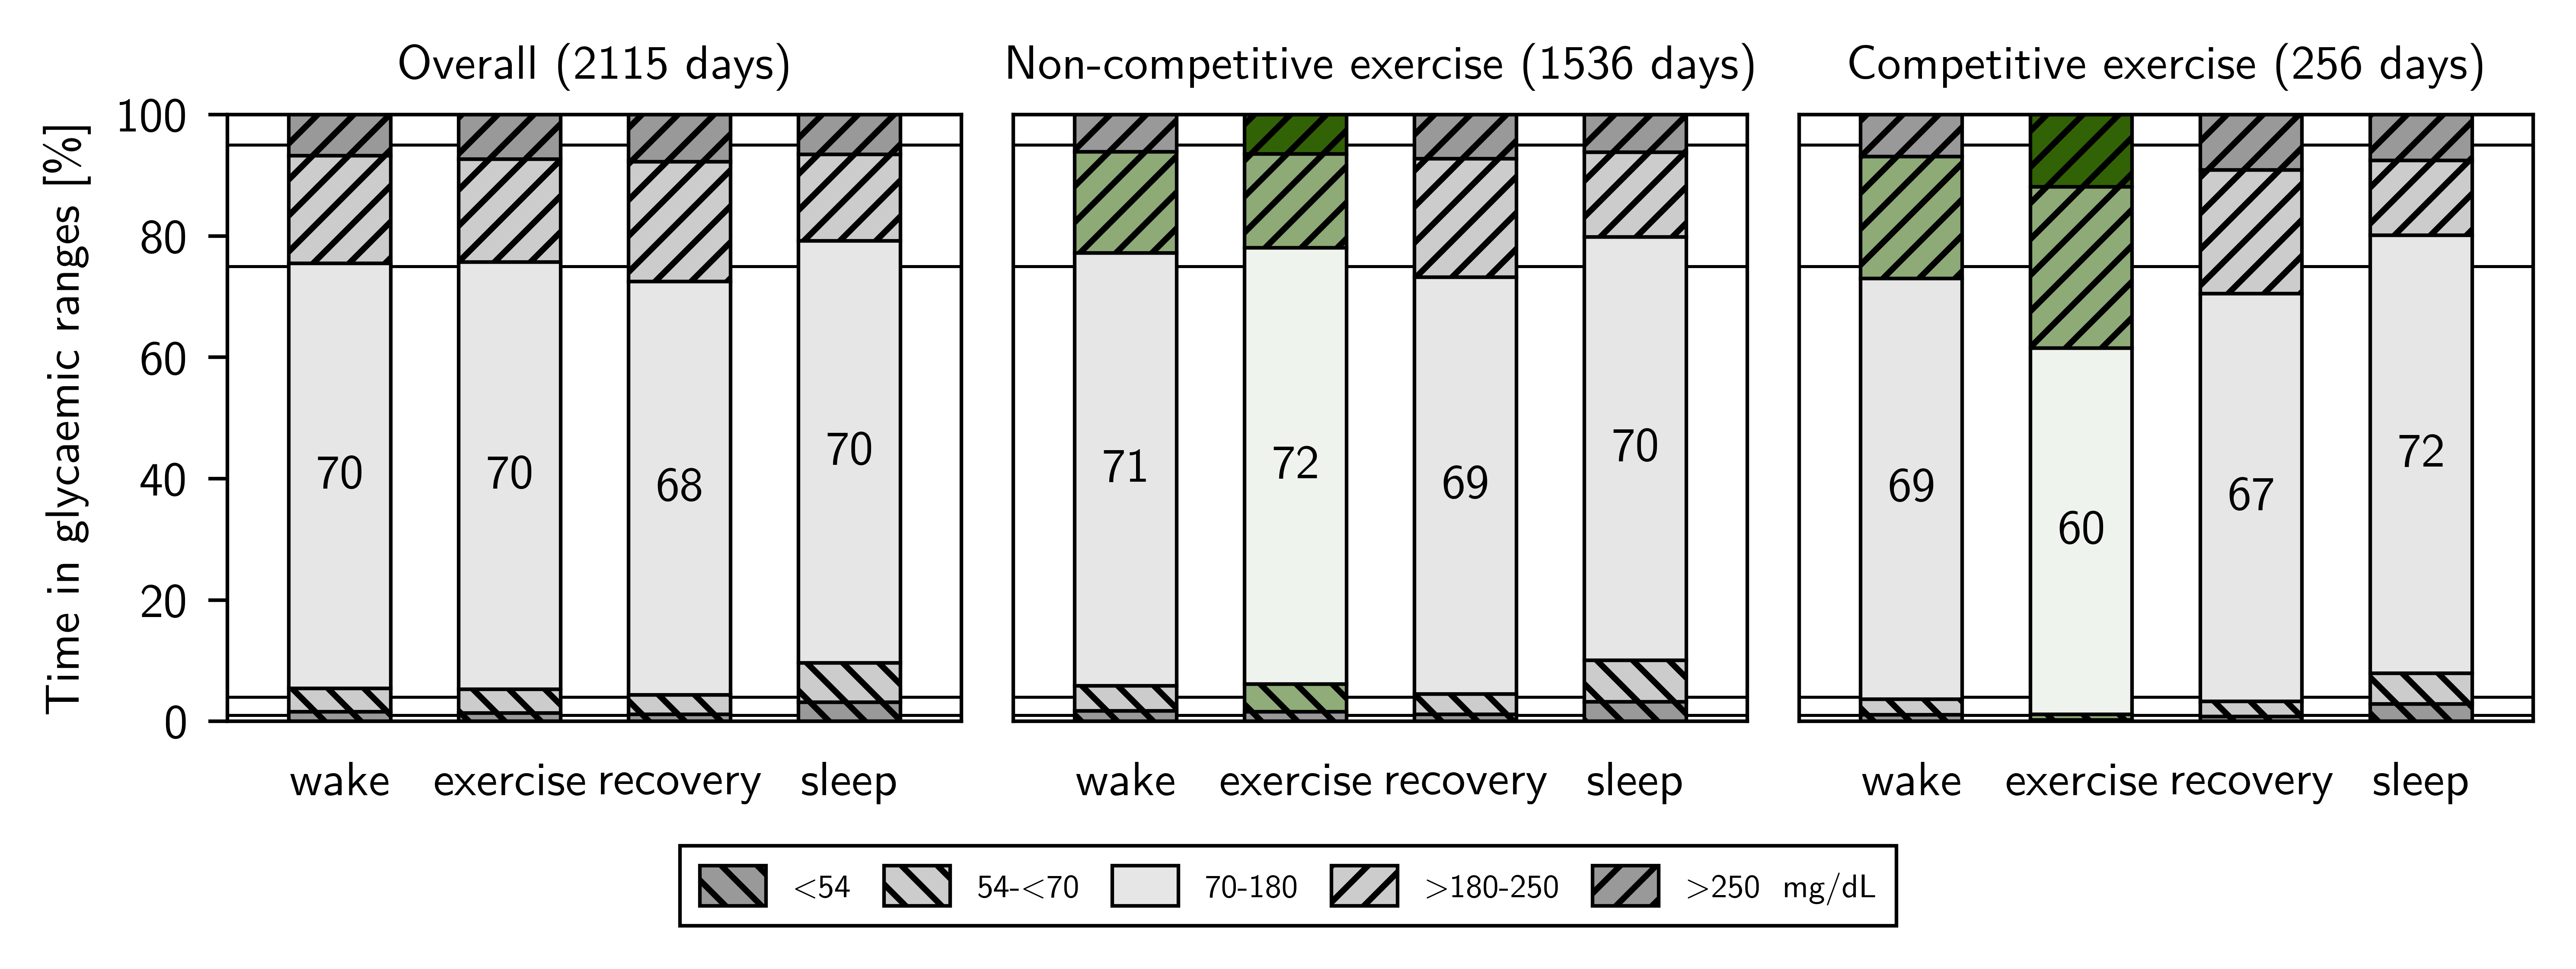 Overall (2115 days)
Non-competitive exercise (1536 days)
Competitive exercise (256 days)
Time in glycaemic ranges [%]
100
80
60
40
20
0
70
70
68
70
71
72
69
70
69
60
67
72
wake exercise recovery sleep
wake exercise recovery sleep
wake exercise recovery sleep
<54 54-<70 70-180 >180-250 >250 mg/dL